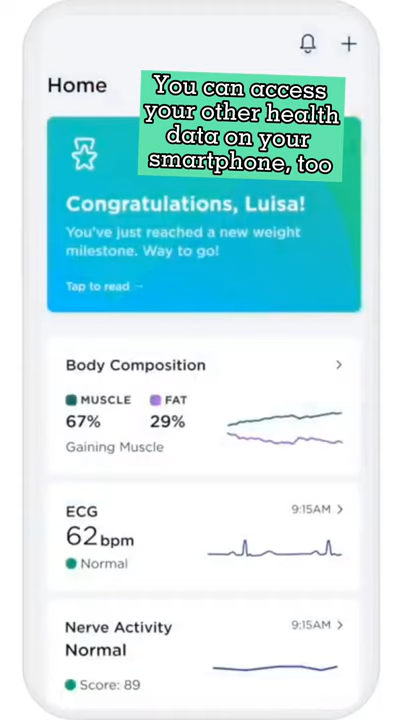 Home
You can access
your other health
data on your
smartphone, too
Congratulations, Luisa!
You've just reached a new weight
milestone. Way to go!
Tap to read →
Body Composition >
MUSCLE FAT
67% 29%
Gaining Muscle
ECG 9:15AM >
62 bpm
Normal
Nerve Activity 9:15AM >
Normal
Score: 89